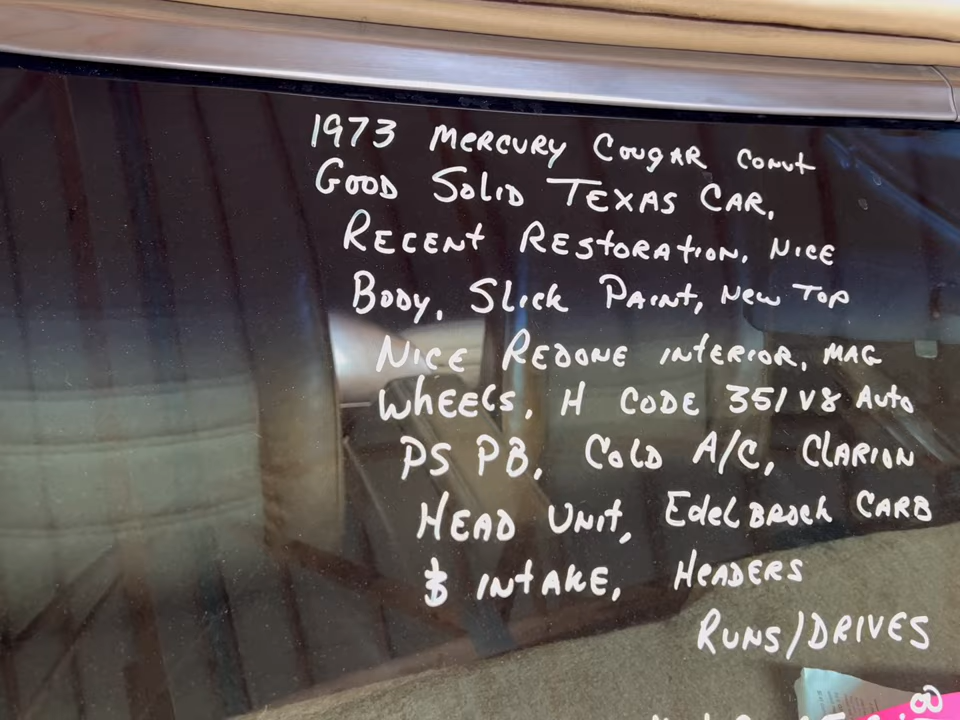 1973 MERCURY COUGAR CONVT
GOOD SOLID TEXAS CAR.
RECENT RESTORATION. NICE
BODY, SLICK PAINT, NEW TOP
NICE REDONE INTERIOR, MAG
WHEELS, H CODE 351 V8 Auto
PS PB, COLD A/C, CLARION
HEAD UNIT, EdelBROCK CARB
$ INTAKE, HEADERS
RUNS/DRIVES